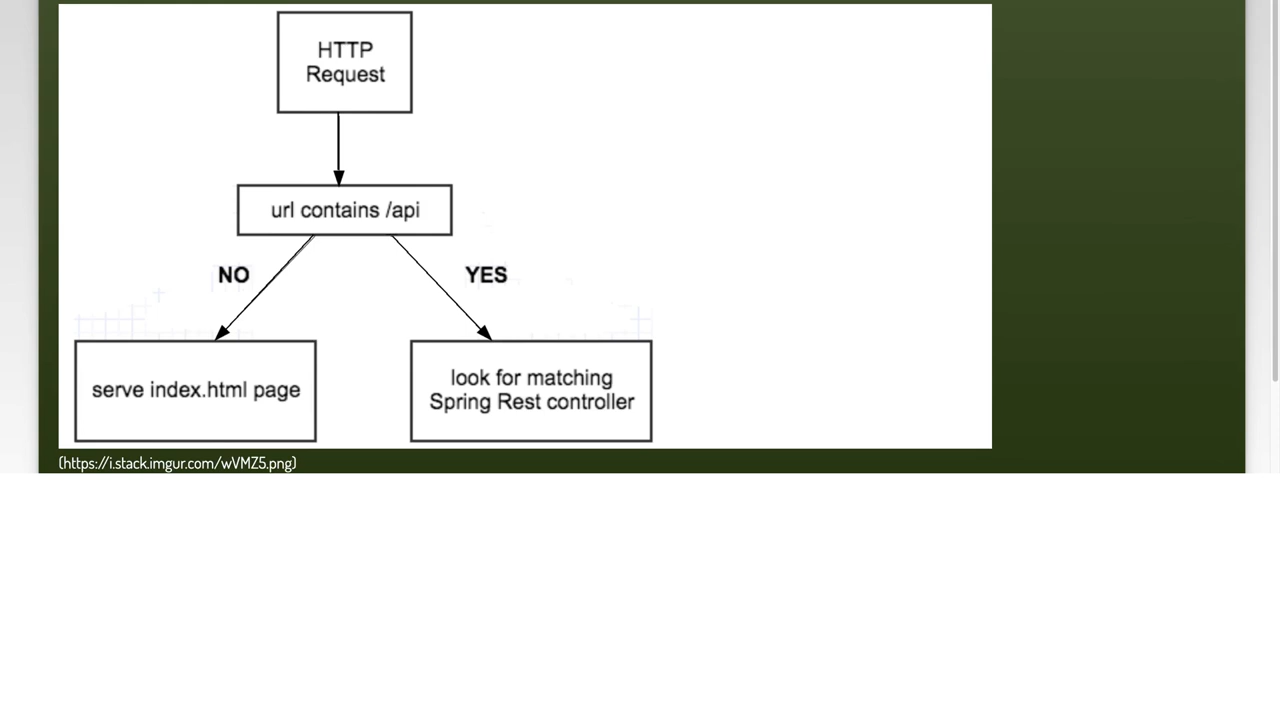 HTTP
Request
url contains /api
NO
YES
serve index.html page
look for matching
Spring Rest controller
(https://i.stack.imgur.com/wVMZ5.png)